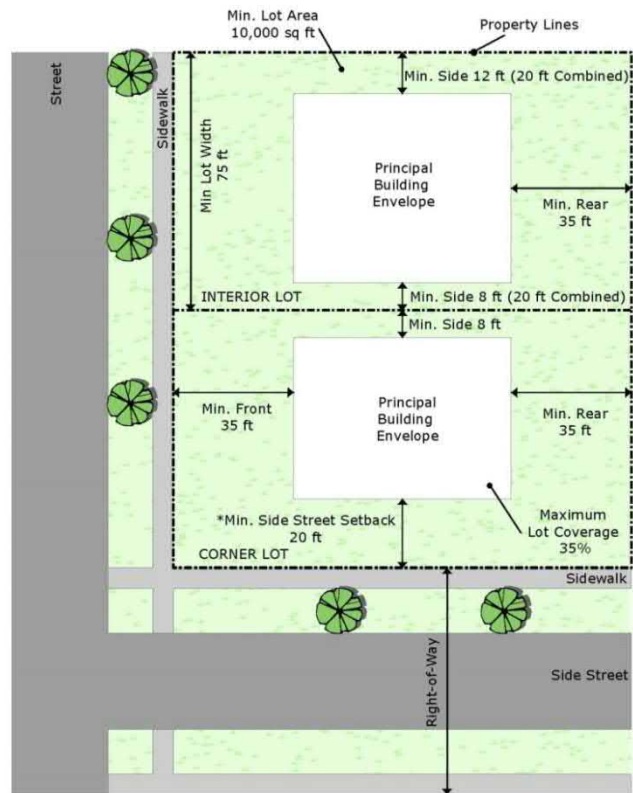 Min. Lot Area
10,000 sq ft
Property Lines
Street
Sidewalk
Min Lot Width
75 ft
Min. Side 12 ft (20 ft Combined)
Principal
Building
Envelope
Min. Rear
35 ft
INTERIOR LOT
Min. Side 8 ft (20 ft Combined)
Min. Side 8 ft
Min. Front
35 ft
Principal
Building
Envelope
Min. Rear
35 ft
*Min. Side Street Setback
20 ft
Maximum
Lot Coverage
35%
CORNER LOT
Sidewalk
Right-of-Way
Side Street